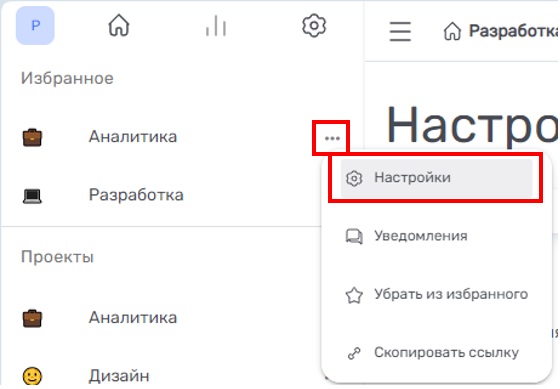 P
Разработка
Избранное
Аналитика
Разработка
Проекты
Аналитика
Дизайн
Настро
Настройки
Уведомления
Убрать из избранного
Скопировать ссылку